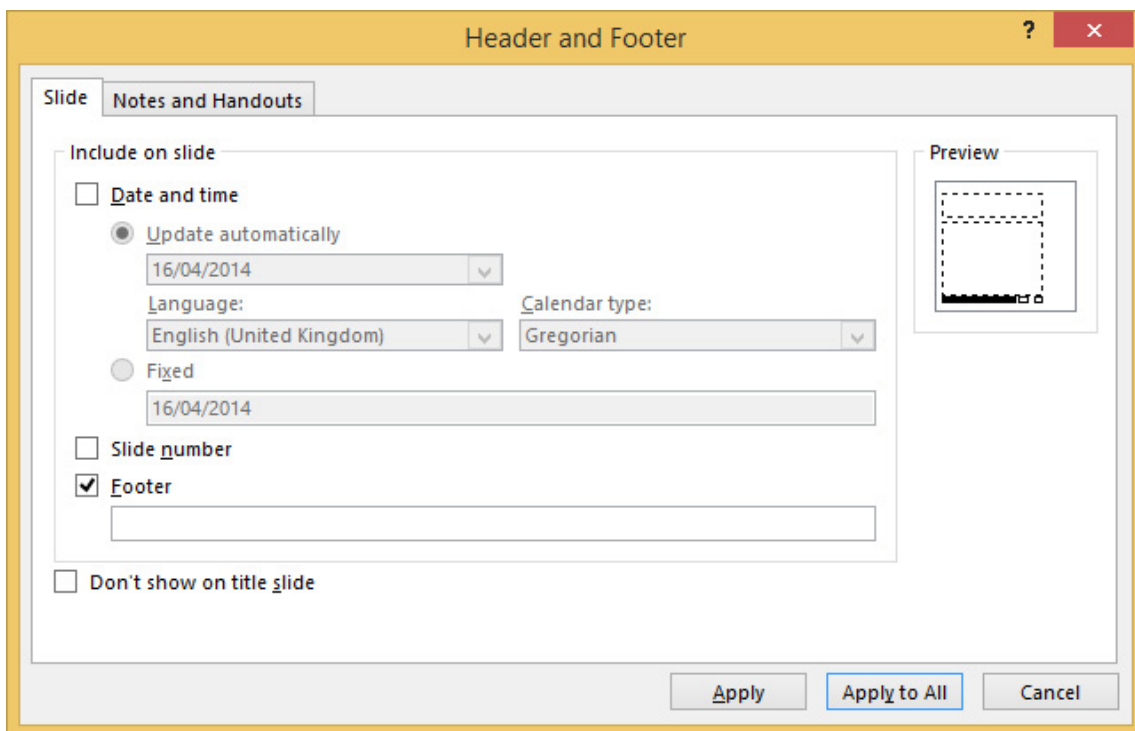 Header and Footer ?
Slide Notes and Handouts
Include on slide
Preview
Date and time
Update automatically
16/04/2014
Language: Calendar type:
English (United Kingdom) Gregorian
Fixed
16/04/2014
Slide number
Footer
Don't show on title slide
Apply Apply to All Cancel